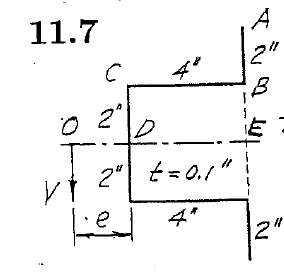 11.7
A
2"
C 4"
B
O 2" D E
2" t = 0.1"
V
e 4" 2"